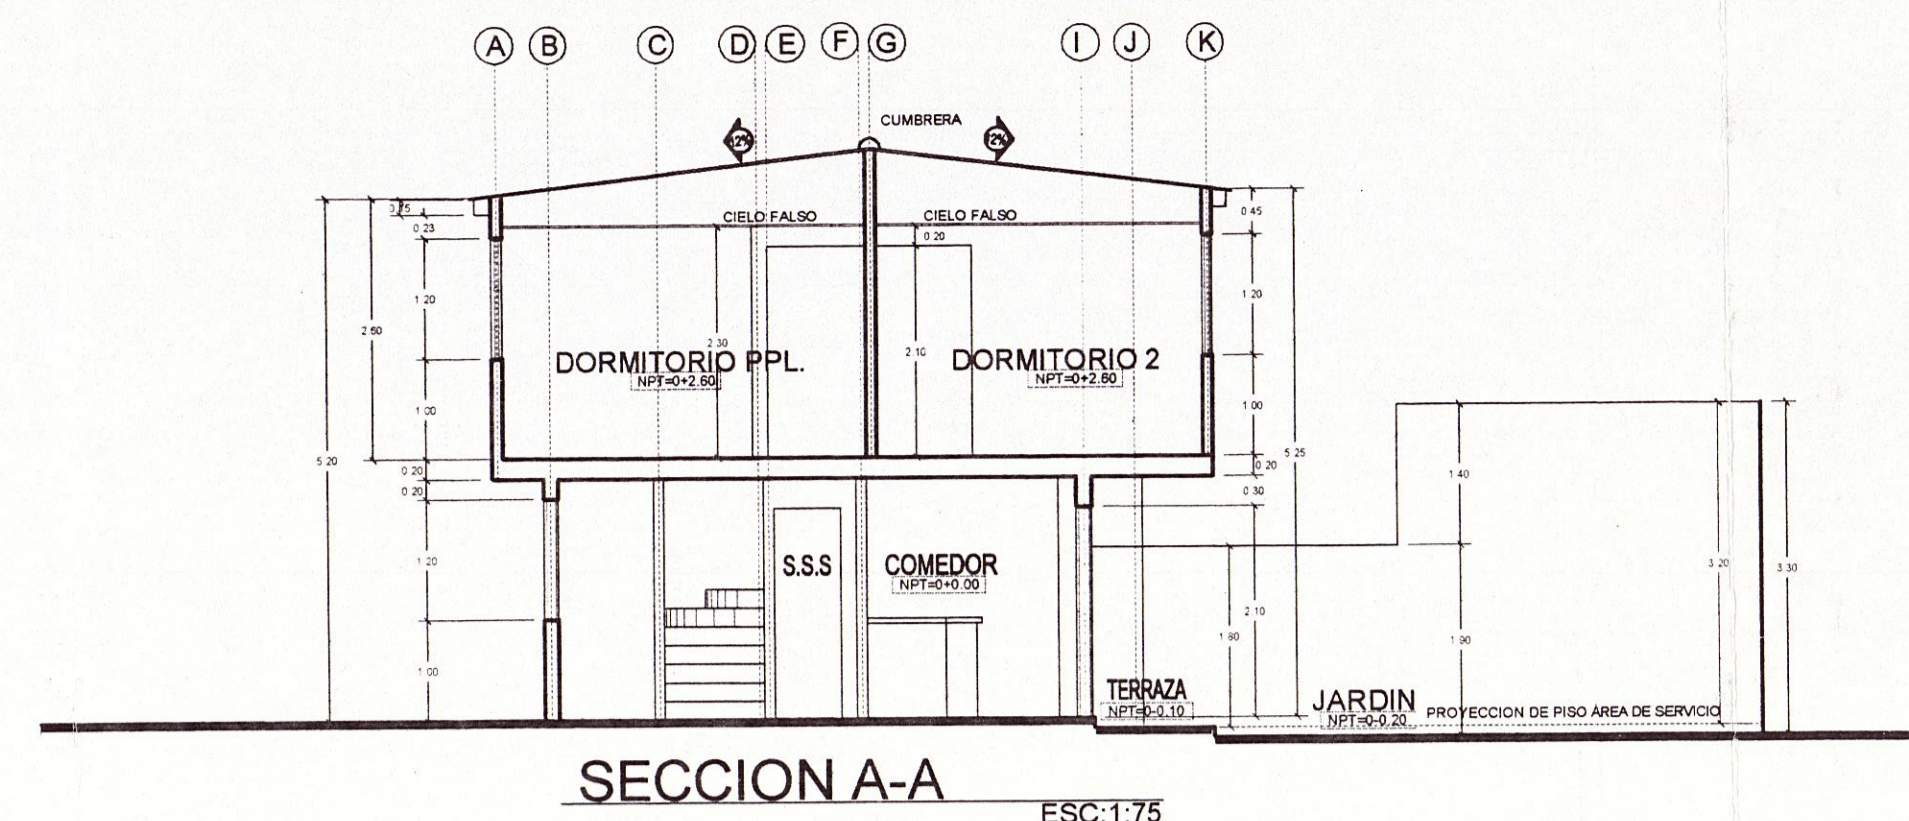 A B C D E F G I J K
CUMBRERA
12% 12%
CIELO FALSO CIELO FALSO
0.45
0.23
0.20
1.20 1.20
2.60
2.30
2.10
DORMITORIO PPL. DORMITORIO 2
NPT=0+2.60 NPT=0+2.60
1.00 1.00
5.20
5.25
0.20 0.20
0.20 0.30
1.40
1.20
S.S.S COMEDOR
NPT=0+0.00
3.20 3.30
2.10
1.80 1.90
1.00
TERRAZA
NPT=0-0.10
JARDIN
NPT=0-0.20
PROYECCION DE PISO ÁREA DE SERVICIO
SECCION A-A
ESC:1:75